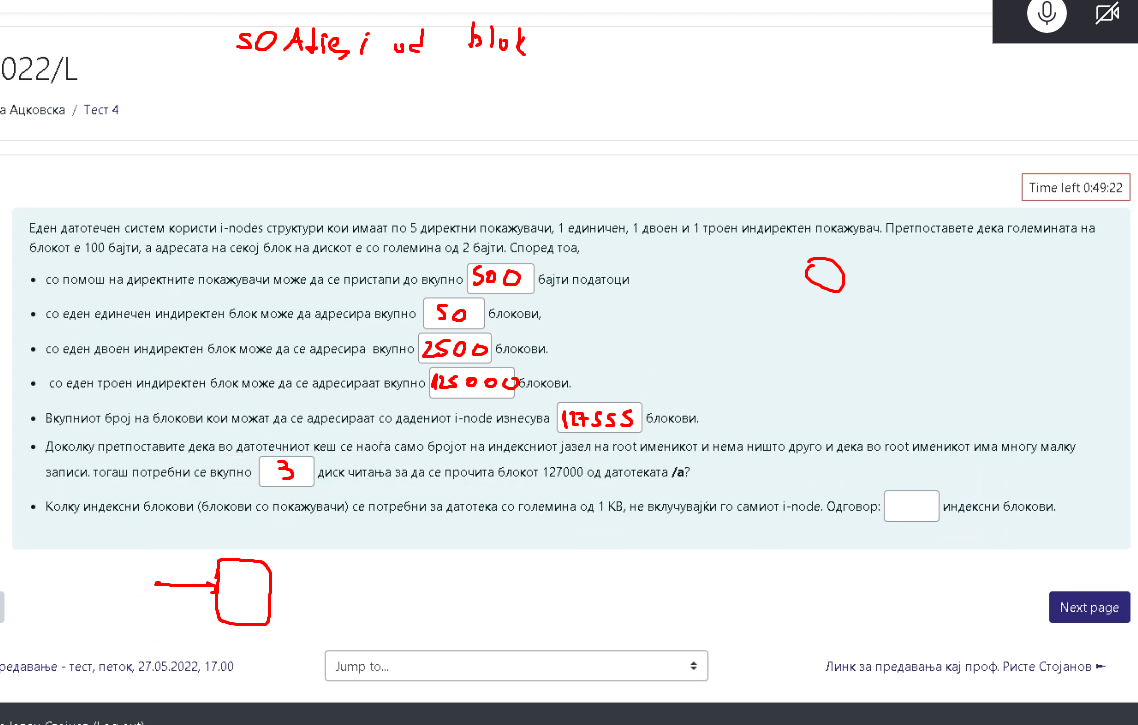 50 Adresi od blok
022/L
а Ацковска / Тест 4
Time left 0:49:22
Еден датотечен систем користи i-nodes структури кои имаат по 5 директни покажувачи, 1 единичен, 1 двоен и 1 троен индиректен покажувач. Претпоставете дека големината на
блокот е 100 бајти, а адресата на секој блок на дискот е со големина од 2 бајти. Според тоа,
со помош на директните покажувачи може да се пристапи до вкупно 500 бајти податоци
со еден единечен индиректен блок може да адресира вкупно 50 блокови,
со еден двоен индиректен блок може да се адресира вкупно 2500 блокови.
со еден троен индиректен блок може да се адресираат вкупно 125000 блокови.
Вкупниот број на блокови кои можат да се адресираат со дадениот i-node изнесува 127555 блокови.
Доколку претпоставите дека во датотечниот кеш се наоѓа само бројот на индексниот јазел на root именикот и нема ништо друго и дека во root именикот има многу малку
записи. тогаш потребни се вкупно 3 диск читања за да се прочита блокот 127000 од датотеката /a?
Колку индексни блокови (блокови со покажувачи) се потребни за датотека со големина од 1 KB, не вклучувајќи го самиот i-node. Одговор: индексни блокови.
Next page
редавање - тест, петок, 27.05.2022, 17.00
Jump to...
Линк за предавања кај проф. Ристе Стојанов ►